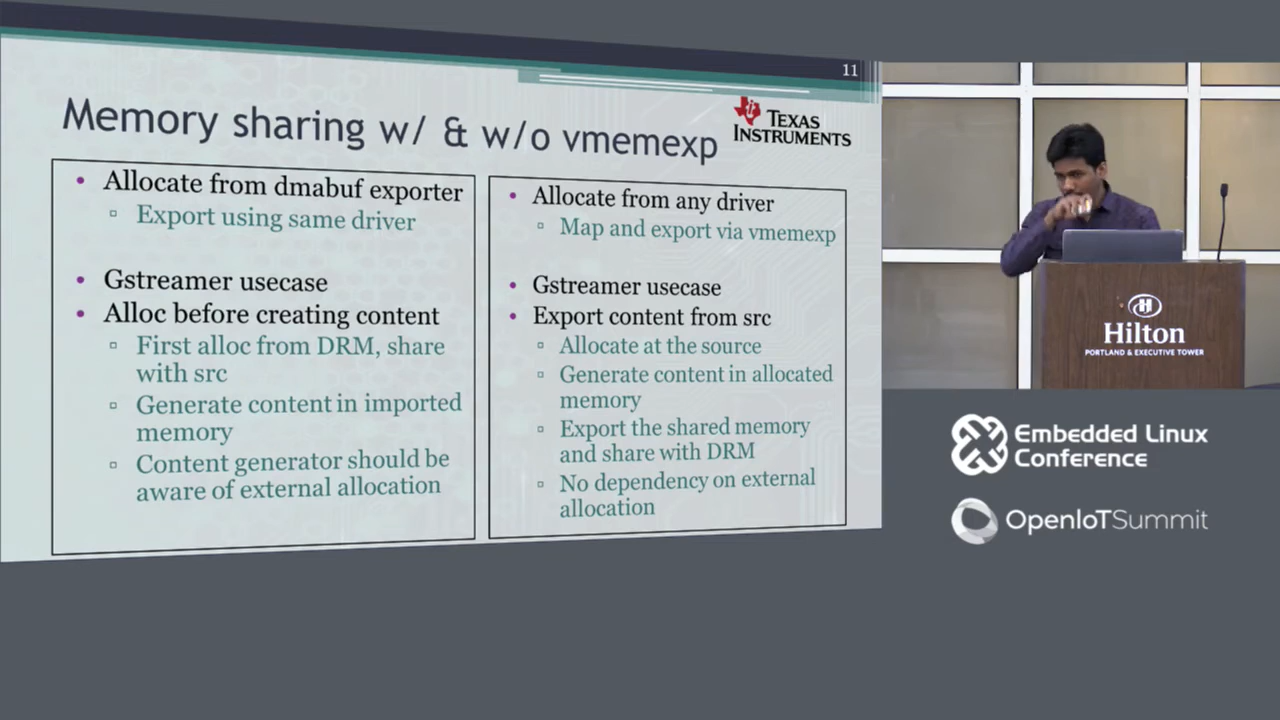 11
Memory sharing w/ & w/o vmemexp
TEXAS
INSTRUMENTS
• Allocate from dmabuf exporter
▫ Export using same driver
• Gstreamer usecase
• Alloc before creating content
▫ First alloc from DRM, share
with src
▫ Generate content in imported
memory
▫ Content generator should be
aware of external allocation
• Allocate from any driver
▫ Map and export via vmemexp
• Gstreamer usecase
• Export content from src
▫ Allocate at the source
▫ Generate content in allocated
memory
▫ Export the shared memory
and share with DRM
▫ No dependency on external
allocation
Hilton
PORTLAND & EXECUTIVE TOWER
Embedded Linux
Conference
OpenIoTSummit